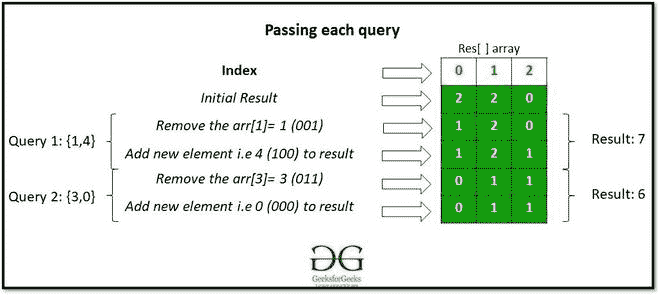 Passing each query
Res[ ] array
Index 0 1 2
Initial Result 2 2 0
Query 1: {1,4}
Remove the arr[1]= 1 (001) 1 2 0
Add new element i.e 4 (100) to result 1 2 1
Result: 7
Query 2: {3,0}
Remove the arr[3]= 3 (011) 0 1 1
Add new element i.e 0 (000) to result 0 1 1
Result: 6
GeeksforGeeks